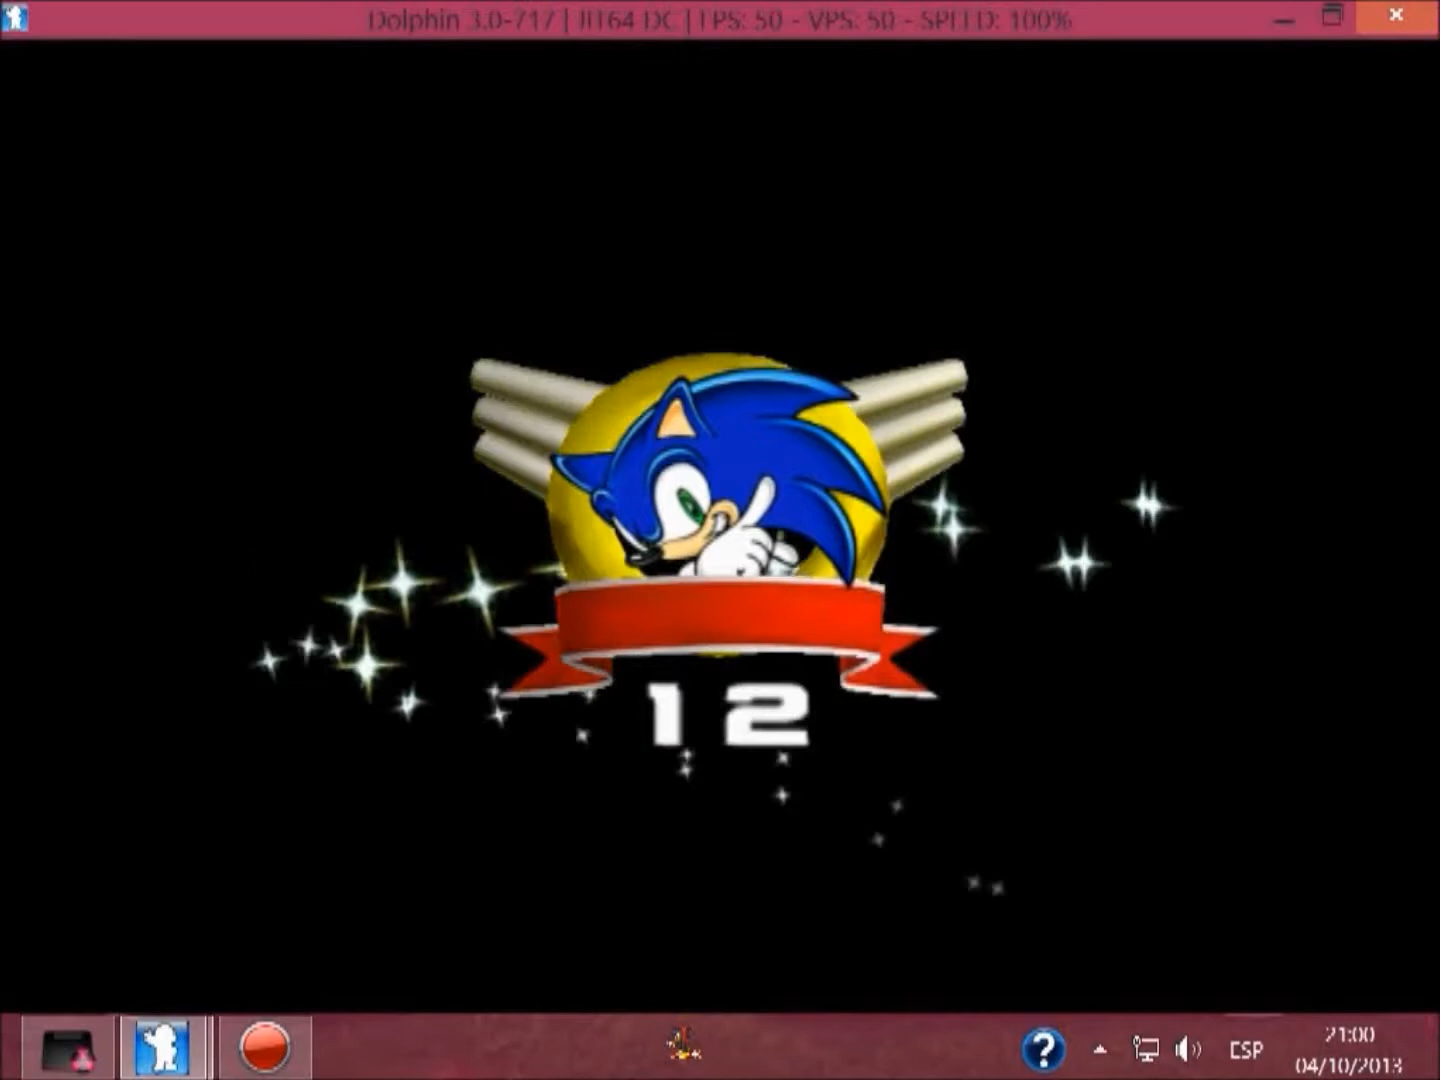 Dolphin 3.0-717 | JIT64 DC | FPS: 50 - VPS: 50 - SPEED: 100%
12
?
ESP
21:00
04/10/2013